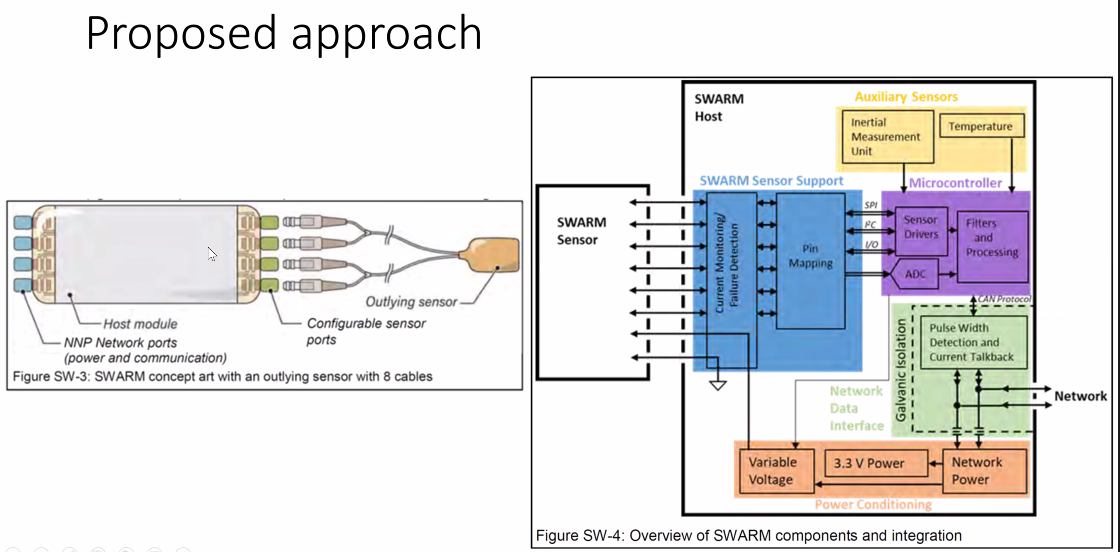 Proposed approach
Host module
NNP Network ports
(power and communication)
Configurable sensor
ports
Outlying sensor
Figure SW-3: SWARM concept art with an outlying sensor with 8 cables
SWARM
Host
Auxiliary Sensors
Inertial
Measurement
Unit
Temperature
SWARM Sensor Support
Microcontroller
SWARM
Sensor
Current Monitoring/
Failure Detection
Pin
Mapping
SPI
I²C
I/O
Sensor
Drivers
ADC
Filters
and
Processing
CAN Protocol
Galvanic Isolation
Pulse Width
Detection and
Current Talkback
Network
Data
Interface
Network
Variable
Voltage
3.3 V Power
Network
Power
Power Conditioning
Figure SW-4: Overview of SWARM components and integration